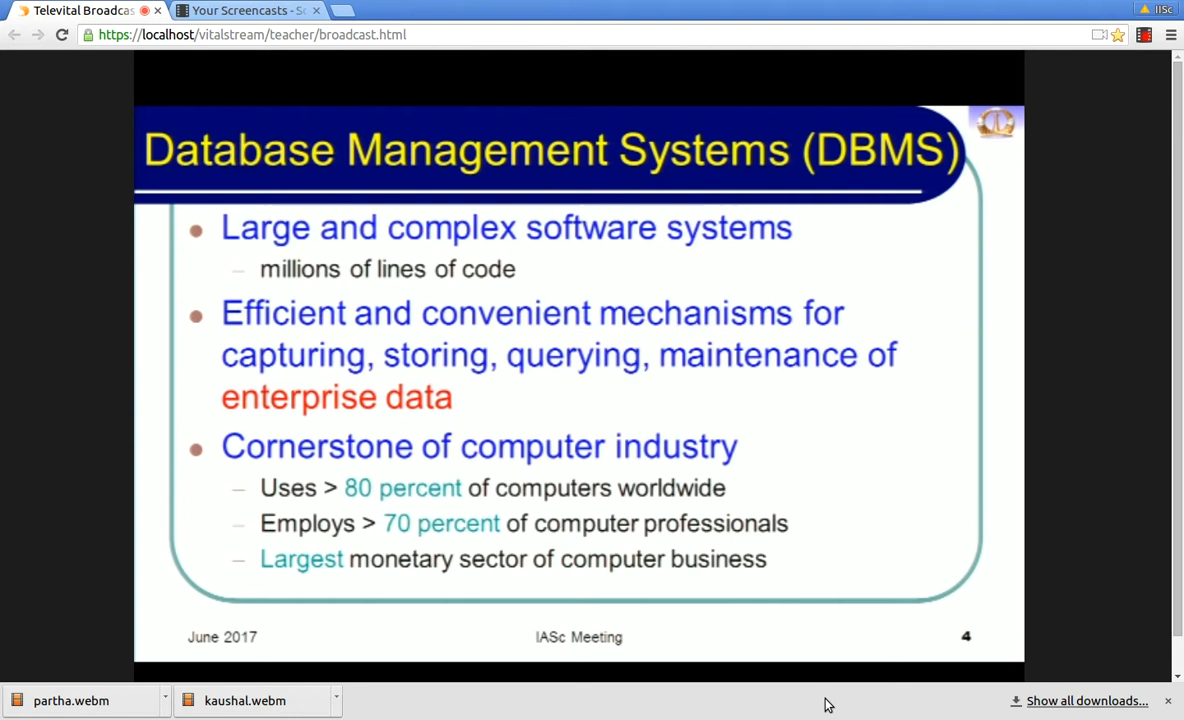 Televital Broadcas
Your Screencasts - Sc
IISc
https://localhost/vitalstream/teacher/broadcast.html
Database Management Systems (DBMS)
Large and complex software systems
– millions of lines of code
Efficient and convenient mechanisms for
capturing, storing, querying, maintenance of
enterprise data
Cornerstone of computer industry
– Uses > 80 percent of computers worldwide
– Employs > 70 percent of computer professionals
– Largest monetary sector of computer business
June 2017 IASc Meeting 4
partha.webm kaushal.webm Show all downloads...